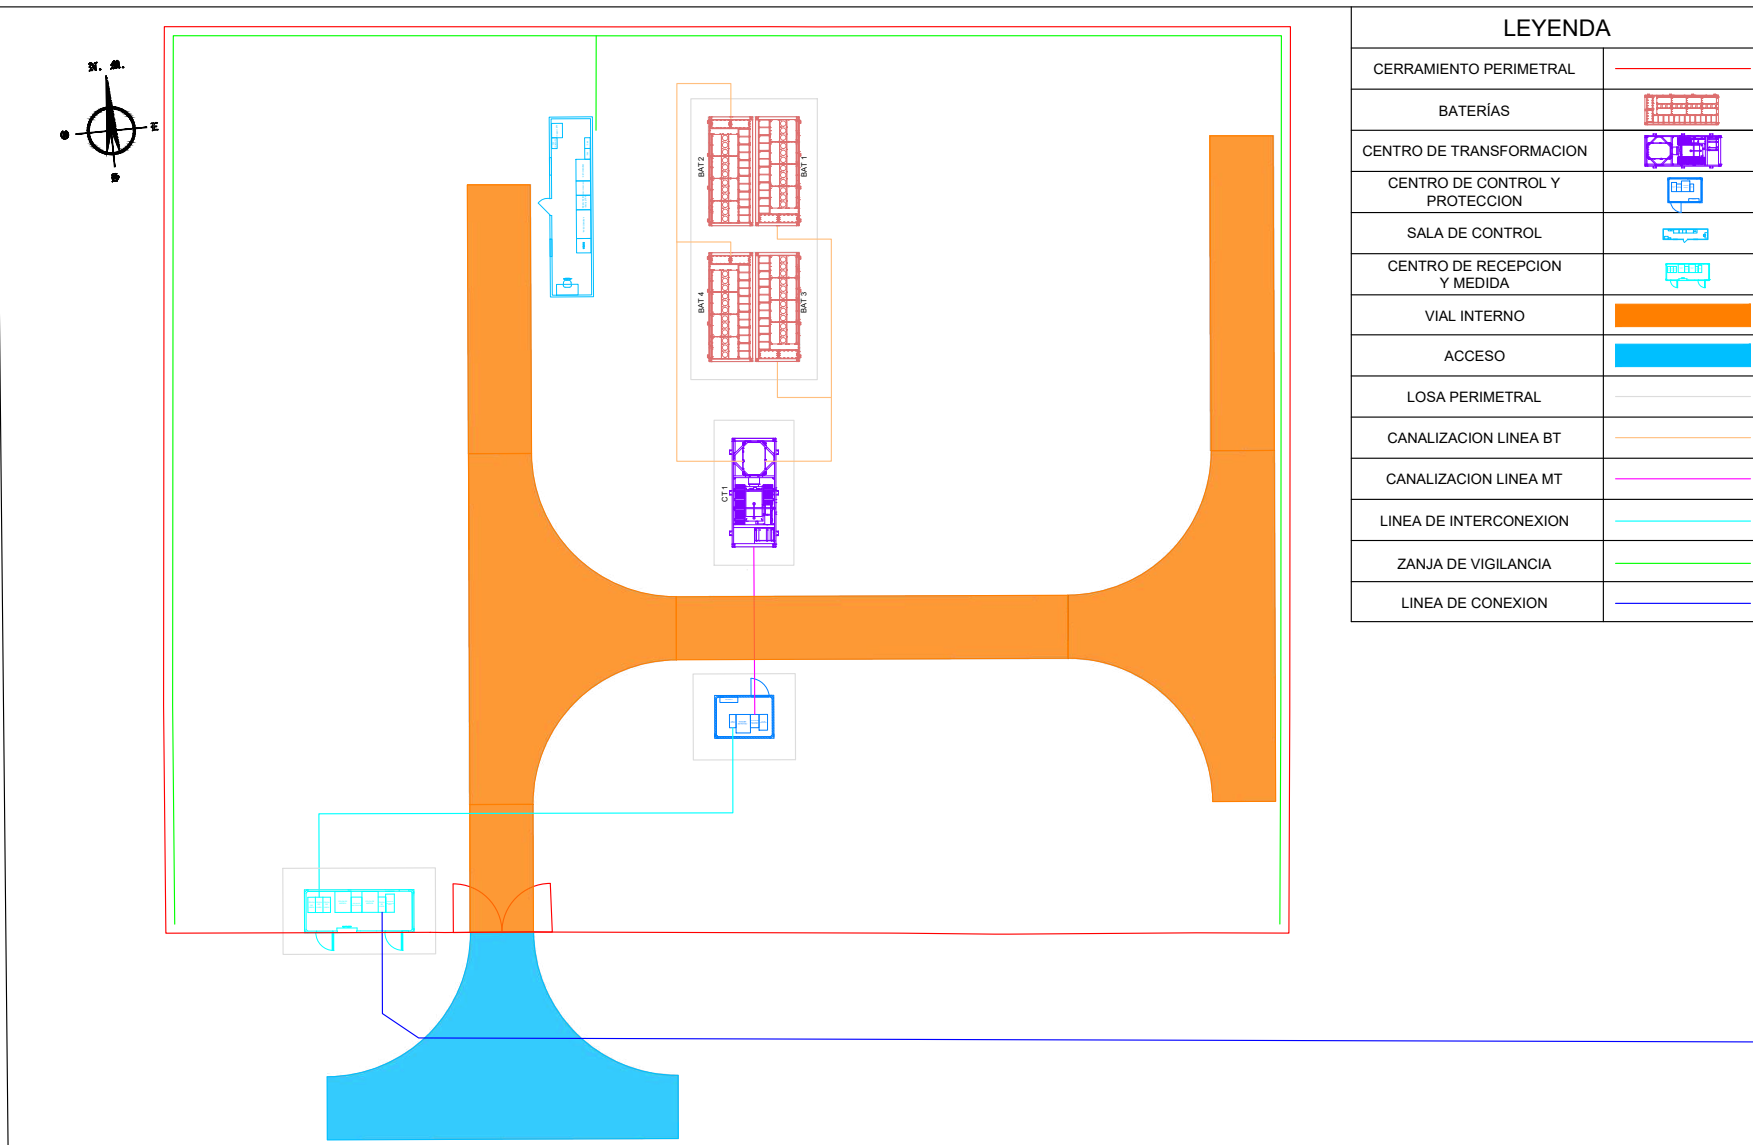 N. M.
E
LEYENDA
CERRAMIENTO PERIMETRAL
BATERÍAS
CENTRO DE TRANSFORMACION
CENTRO DE CONTROL Y
PROTECCION
SALA DE CONTROL
CENTRO DE RECEPCION
Y MEDIDA
VIAL INTERNO
ACCESO
LOSA PERIMETRAL
CANALIZACION LINEA BT
CANALIZACION LINEA MT
LINEA DE INTERCONEXION
ZANJA DE VIGILANCIA
LINEA DE CONEXION
BAT 2
BAT 1
BAT 4
BAT 3
CT1